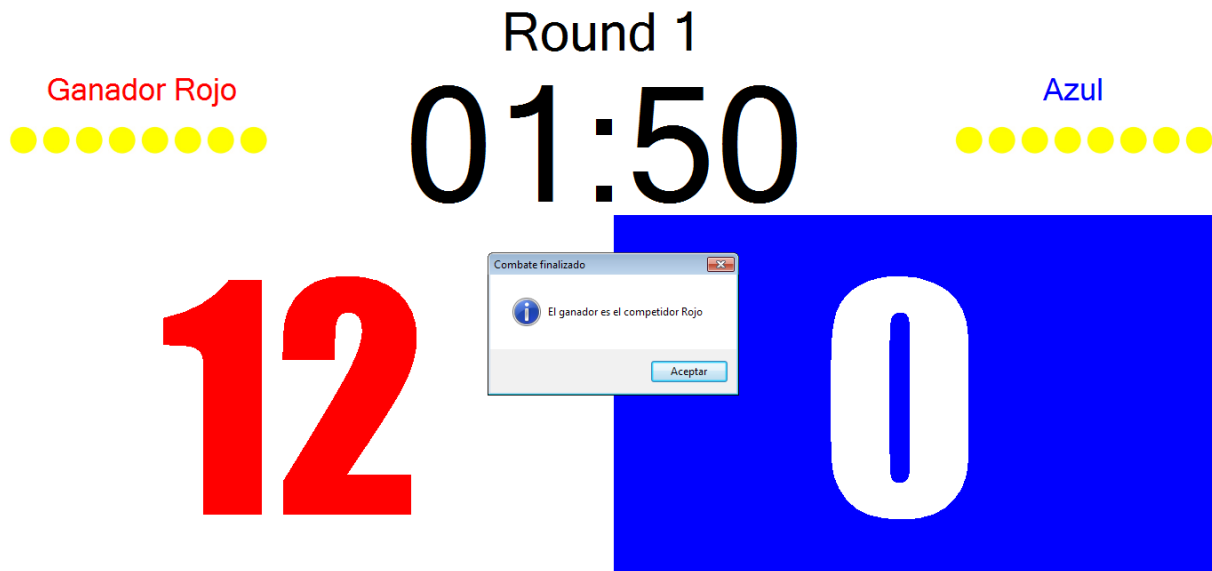 Round 1
Ganador Rojo
01:50
Azul
Combate finalizado
El ganador es el competidor Rojo
Aceptar
12
0